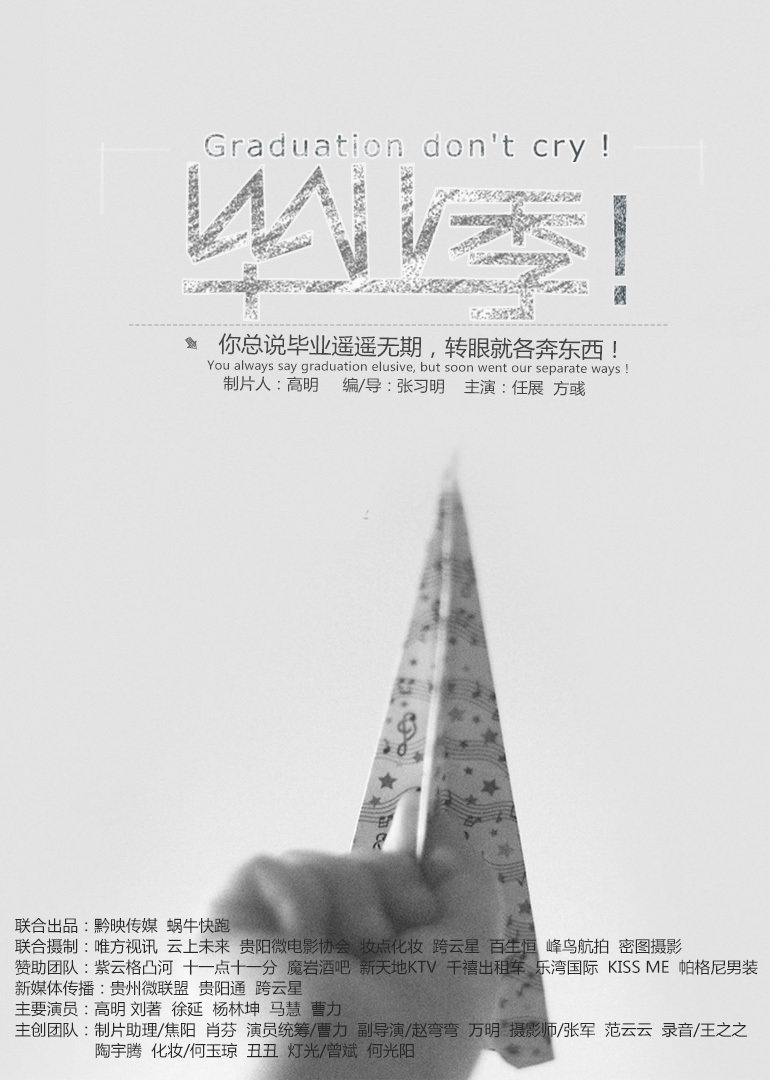 Graduation don't cry !
毕业季!
你总说毕业遥遥无期，转眼就各奔东西！
You always say graduation elusive, but soon went our separate ways !
制片人：高明 编/导：张习明 主演：任展 方彧
联合出品：黔映传媒 蜗牛快跑
联合摄制：唯方视讯 云上未来 贵阳微电影协会 妆点化妆 跨云星 百生恒 峰鸟航拍 密图摄影
赞助团队：紫云格凸河 十一点十一分 魔岩酒吧 新天地KTV 千禧出租车 乐湾国际 KISS ME 帕格尼男装
新媒体传播：贵州微联盟 贵阳通 跨云星
主要演员：高明 刘著 徐延 杨林坤 马慧 曹力
主创团队：制片助理/焦阳 肖芬 演员统筹/曹力 副导演/赵弯弯 万明 摄影师/张军 范云云 录音/王之之
陶宇腾 化妆/何玉琼 丑丑 灯光/曾斌 何光阳